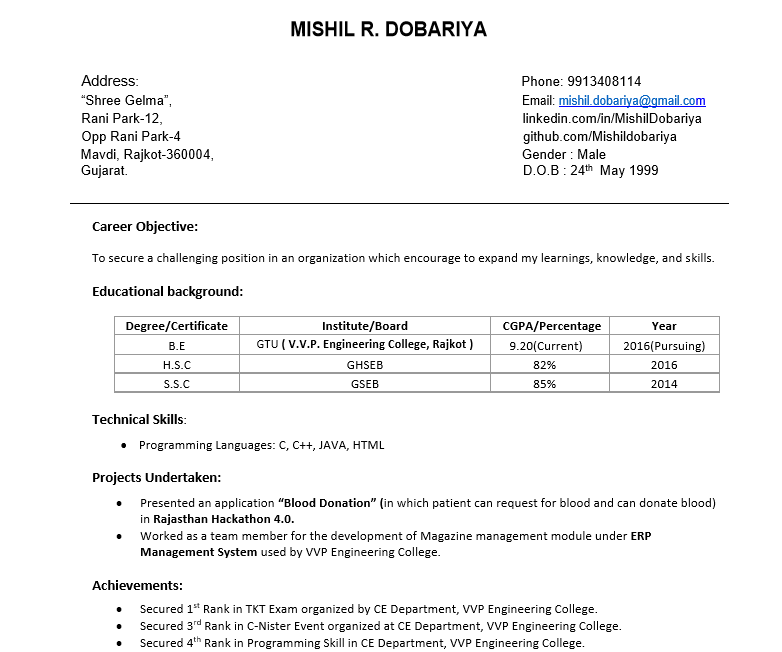 MISHIL R. DOBARIYA
Address:
“Shree Gelma”,
Rani Park-12,
Opp Rani Park-4
Mavdi, Rajkot-360004,
Gujarat.
Phone: 9913408114
Email: mishil.dobariya@gmail.com
linkedin.com/in/MishilDobariya
github.com/Mishildobariya
Gender : Male
D.O.B : 24th May 1999
Career Objective:
To secure a challenging position in an organization which encourage to expand my learnings, knowledge, and skills.
Educational background:
Degree/Certificate Institute/Board CGPA/Percentage Year
B.E GTU ( V.V.P. Engineering College, Rajkot ) 9.20(Current) 2016(Pursuing)
H.S.C GHSEB 82% 2016
S.S.C GSEB 85% 2014
Technical Skills:
• Programming Languages: C, C++, JAVA, HTML
Projects Undertaken:
• Presented an application “Blood Donation” (in which patient can request for blood and can donate blood)
in Rajasthan Hackathon 4.0.
• Worked as a team member for the development of Magazine management module under ERP
Management System used by VVP Engineering College.
Achievements:
• Secured 1st Rank in TKT Exam organized by CE Department, VVP Engineering College.
• Secured 3rd Rank in C-Nister Event organized at CE Department, VVP Engineering College.
• Secured 4th Rank in Programming Skill in CE Department, VVP Engineering College.